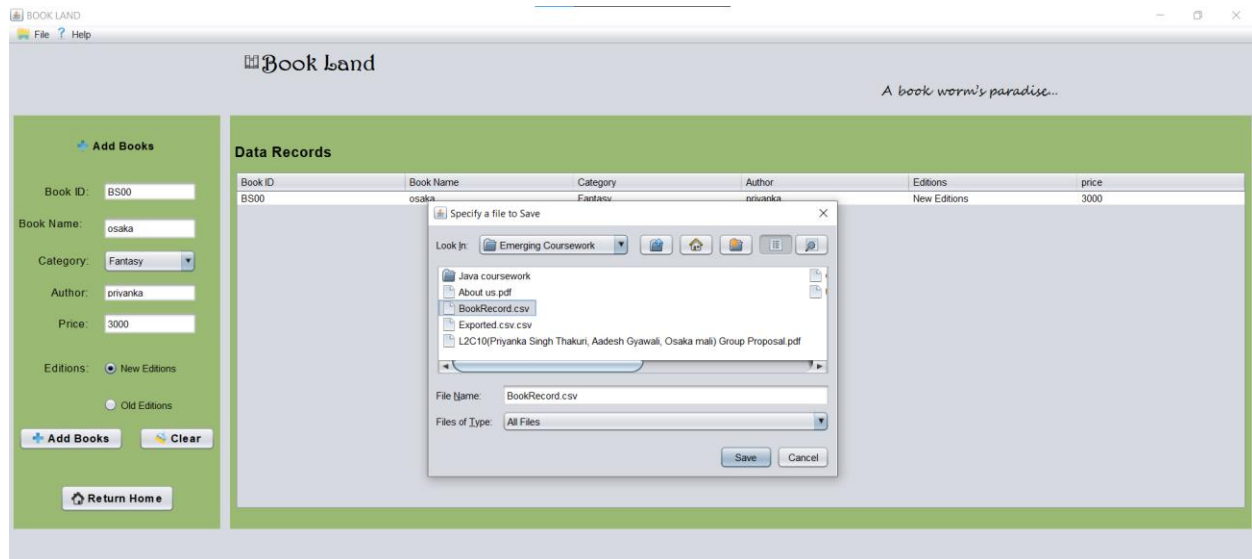 BOOK LAND
File ? Help
Book Land
A book worm's paradise...
Add Books
Book ID: BS00
Book Name: osaka
Category: Fantasy
Author: priyanka
Price: 3000
Editions: New Editions
Old Editions
Add Books Clear
Return Home
Data Records
Book ID Book Name Category Author Editions price
BS00 osaka Fantasy priyanka New Editions 3000
Specify a file to Save
Look In: Emerging Coursework
Java coursework
About us.pdf
BookRecord.csv
Exported.csv.csv
L2C10(Priyanka Singh Thakuri, Aadesh Gyawali, Osaka mali) Group Proposal.pdf
File Name: BookRecord.csv
Files of Type: All Files
Save Cancel